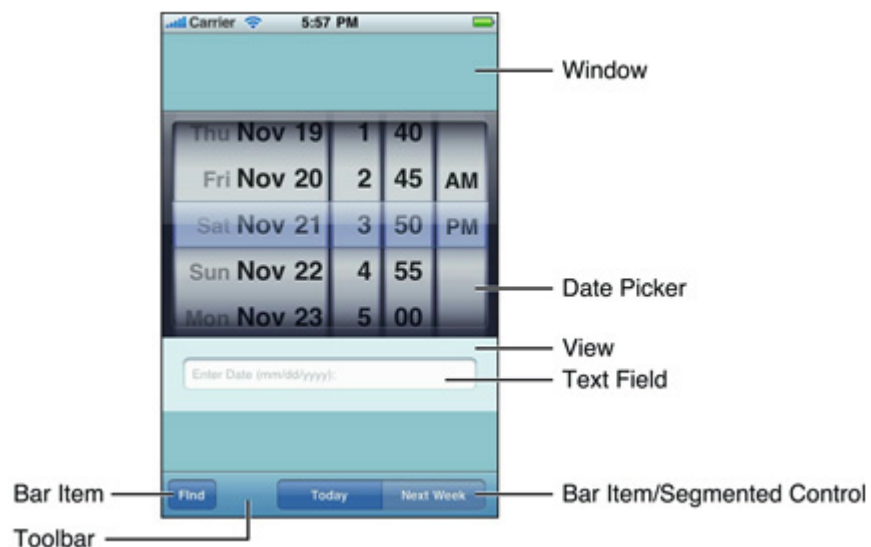 Carrier 5:57 PM
Window
Thu Nov 19 1 40
Fri Nov 20 2 45 AM
Sat Nov 21 3 50 PM
Sun Nov 22 4 55
Date Picker
Mon Nov 23 5 00
View
Enter Date (mm/dd/yyyy):
Text Field
Bar Item
Find
Today
Next Week
Bar Item/Segmented Control
Toolbar